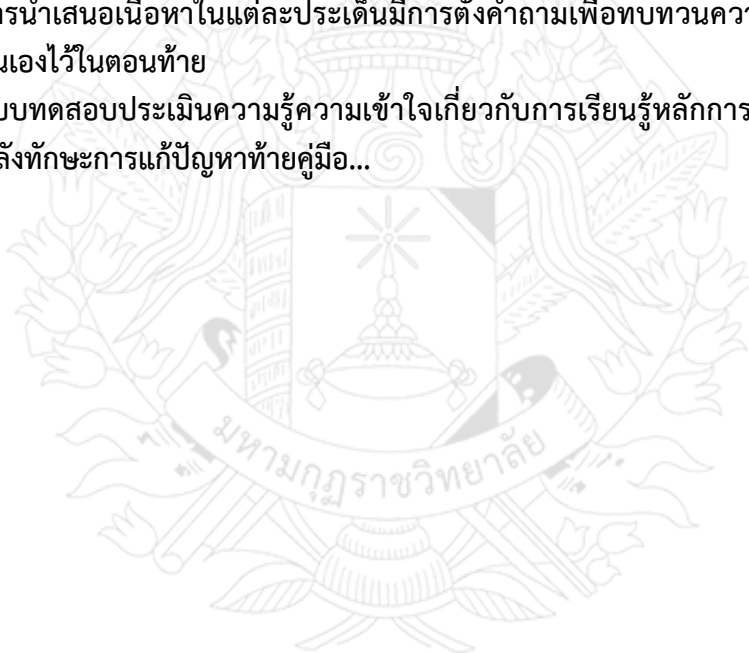 ารนำเสนอเนื้อหาในแต่ละประเด็นมีการตั้งคำถามเพื่อทบทวนควา
นเองไว้ในตอนท้าย
บบทดสอบประเมินความรู้ความเข้าใจเกี่ยวกับการเรียนรู้หลักการ
ลังทักษะการแก้ปัญหาท้ายคู่มือ...
มหามกุฏราชวิทยาลัย